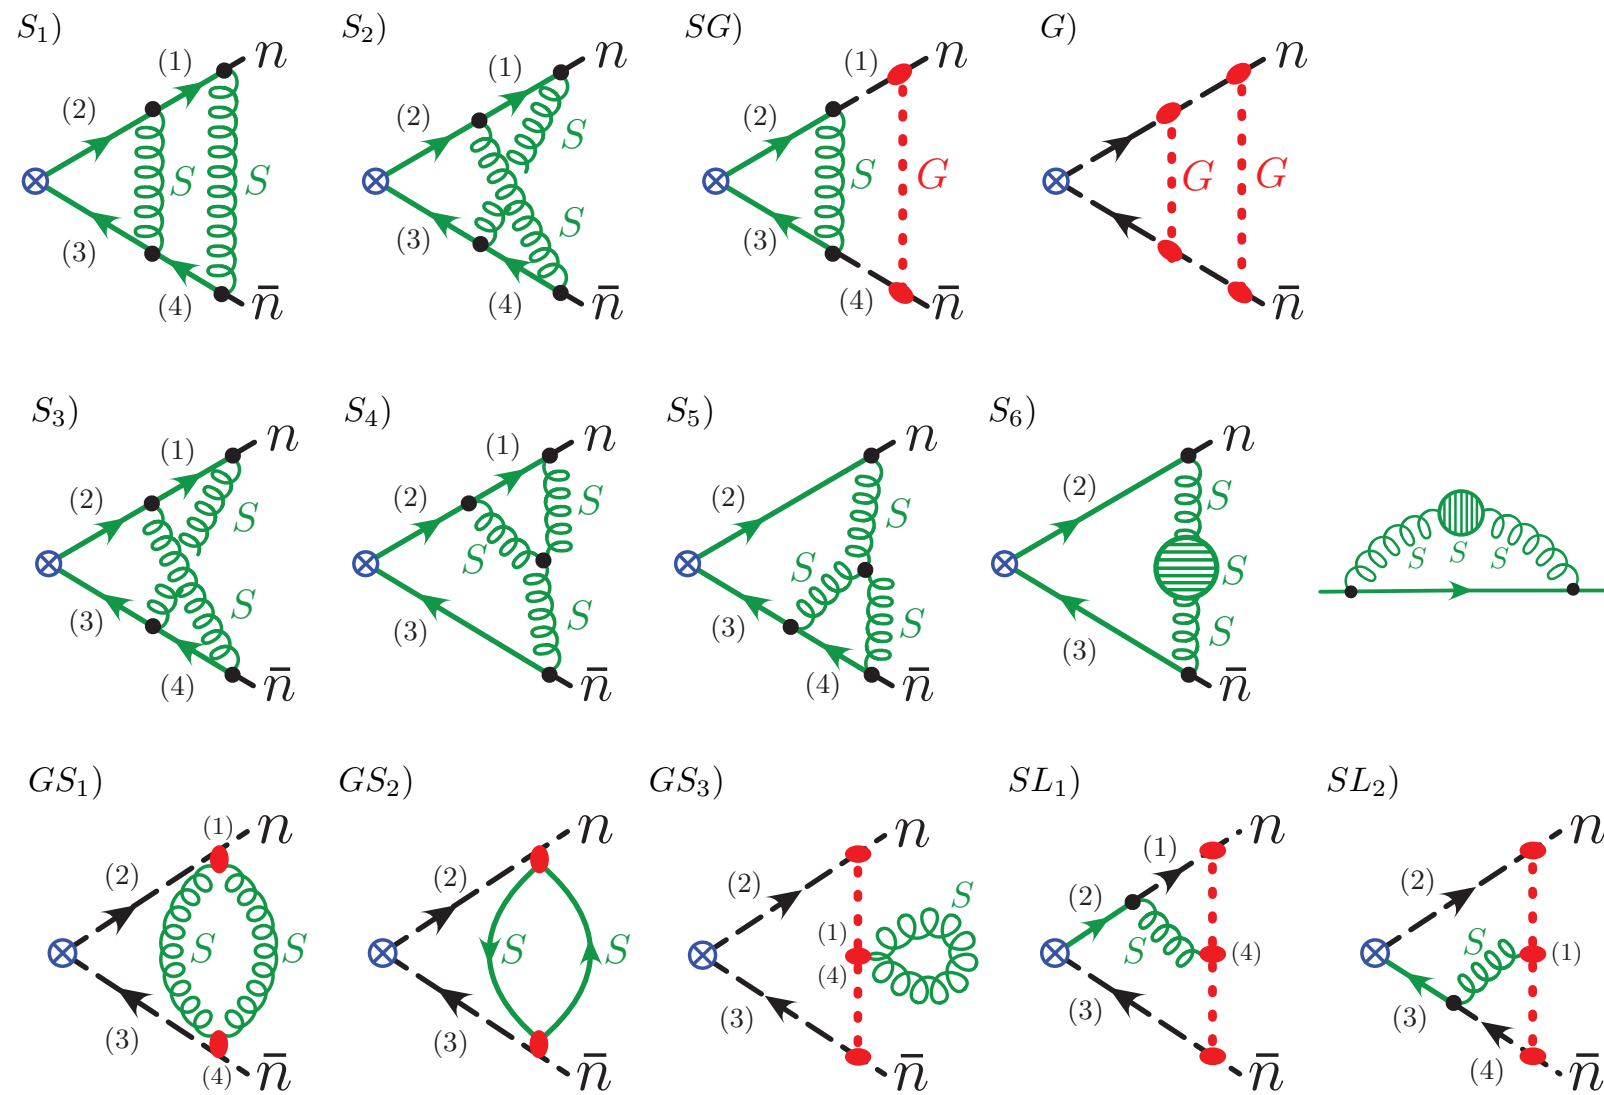 S₁) S₂) SG) G)
(1) n (1) n (1) n n
(2) (2) (2)
S S S S S G G G
(3) (3) (3)
(4) n̄ (4) n̄ (4) n̄ n̄
S₃) S₄) S₅) S₆)
(1) n (1) n n n
(2) (2) (2) (2)
S S S S S S S S S S S S S S
(3) (3) (3) (3)
(4) n̄ n̄ (4) n̄ n̄
GS₁) GS₂) GS₃) SL₁) SL₂)
(1) n n n (1) n n
(2) (2) (2) (2) (2)
S S S S (1) (4) S S (4) S (1)
(3) (3) (3) (3) (3)
(4) n̄ n̄ n̄ n̄ (4) n̄